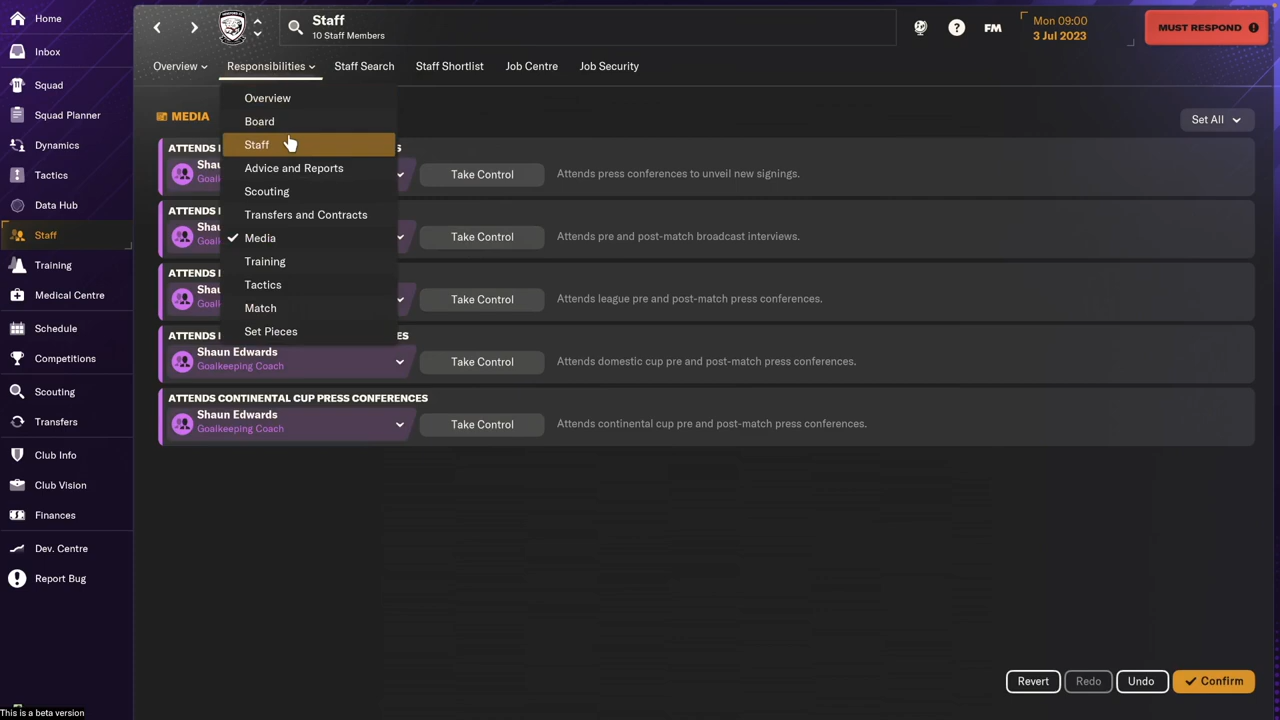 Home
Inbox
Squad
Squad Planner
Dynamics
Tactics
Data Hub
Staff
Training
Medical Centre
Schedule
Competitions
Scouting
Transfers
Club Info
Club Vision
Finances
Dev. Centre
Report Bug
This is a beta version
Staff
10 Staff Members
?
FM
Mon 09:00
3 Jul 2023
MUST RESPOND
Overview
Responsibilities
Staff Search
Staff Shortlist
Job Centre
Job Security
Overview
Board
Staff
Advice and Reports
Scouting
Transfers and Contracts
Media
Training
Tactics
Match
Set Pieces
MEDIA
Set All
ATTENDS
Shau
Goalk
Take Control
Attends press conferences to unveil new signings.
ATTENDS
Shau
Goalk
Take Control
Attends pre and post-match broadcast interviews.
ATTENDS
Shau
Goalk
Take Control
Attends league pre and post-match press conferences.
ATTENDS
Shaun Edwards
Goalkeeping Coach
Take Control
Attends domestic cup pre and post-match press conferences.
ATTENDS CONTINENTAL CUP PRESS CONFERENCES
Shaun Edwards
Goalkeeping Coach
Take Control
Attends continental cup pre and post-match press conferences.
Revert
Redo
Undo
Confirm